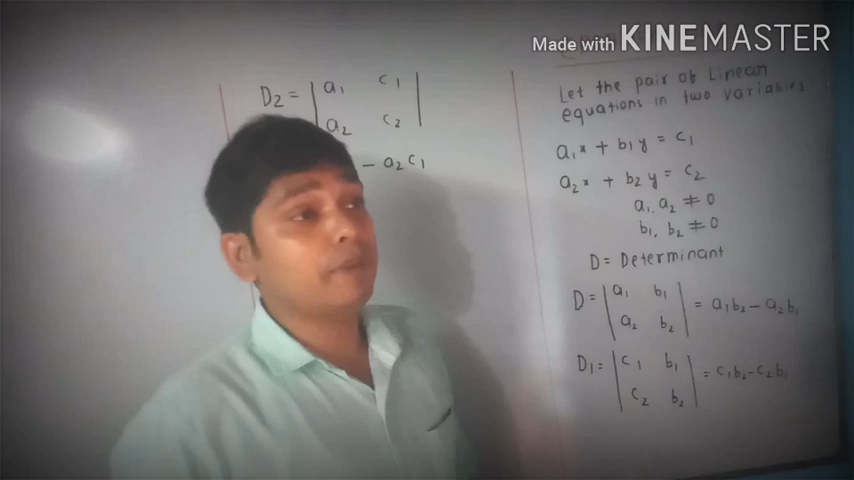 Made with KINEMASTER
D₂ = | a₁ c₁ |
| a₂ c₂ |
– a₂c₁
Let the pair of Linear
equations in two variables
a₁x + b₁y = c₁
a₂x + b₂y = c₂
a₁, a₂ ≠ 0
b₁, b₂ ≠ 0
D = Determinant
D = | a₁ b₁ | = a₁b₂ – a₂b₁
| a₂ b₂ |
D₁ = | c₁ b₁ | = c₁b₂ – c₂b₁
| c₂ b₂ |